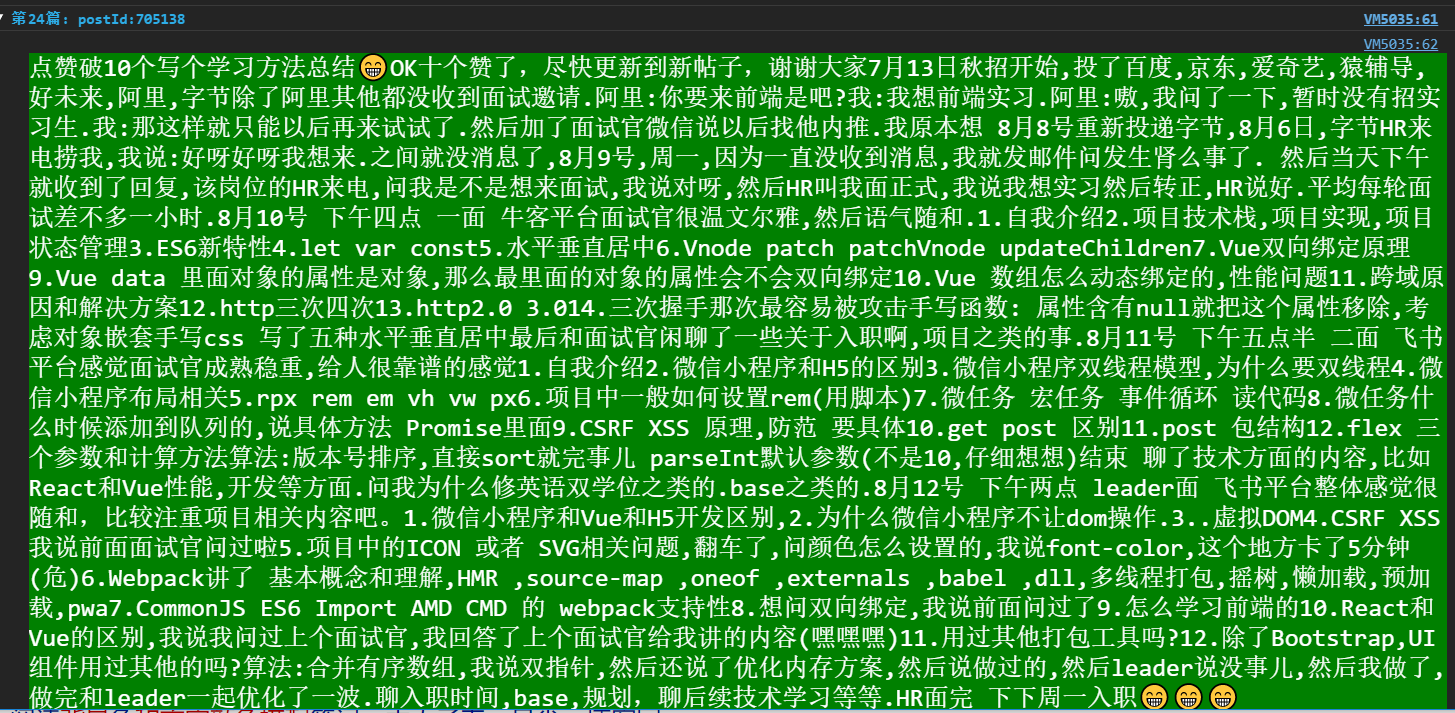 第24篇: postId:705138 VM5035:61
VM5035:62
点赞破10个写个学习方法总结😁OK十个赞了，尽快更新到新帖子，谢谢大家7月13日秋招开始,投了百度,京东,爱奇艺,猿辅导,
好未来,阿里,字节除了阿里其他都没收到面试邀请.阿里:你要来前端是吧?我:我想前端实习.阿里:嗷,我问了一下,暂时没有招实
习生.我:那这样就只能以后再来试试了.然后加了面试官微信说以后找他内推.我原本想 8月8号重新投递字节,8月6日,字节HR来
电捞我,我说:好呀好呀我想来.之间就没消息了,8月9号,周一,因为一直没收到消息,我就发邮件问发生肾么事了. 然后当天下午
就收到了回复,该岗位的HR来电,问我是不是想来面试,我说对呀,然后HR叫我面正式,我说我想实习然后转正,HR说好.平均每轮面
试差不多一小时.8月10号 下午四点 一面 牛客平台面试官很温文尔雅,然后语气随和.1.自我介绍2.项目技术栈,项目实现,项目
状态管理3.ES6新特性4.let var const5.水平垂直居中6.Vnode patch patchVnode updateChildren7.Vue双向绑定原理
9.Vue data 里面对象的属性是对象,那么最里面的对象的属性会不会双向绑定10.Vue 数组怎么动态绑定的,性能问题11.跨域原
因和解决方案12.http三次四次13.http2.0 3.014.三次握手那次最容易被攻击手写函数: 属性含有null就把这个属性移除,考
虑对象嵌套手写css 写了五种水平垂直居中最后和面试官闲聊了一些关于入职啊,项目之类的事.8月11号 下午五点半 二面 飞书
平台感觉面试官成熟稳重,给人很靠谱的感觉1.自我介绍2.微信小程序和H5的区别3.微信小程序双线程模型,为什么要双线程4.微
信小程序布局相关5.rpx rem em vh vw px6.项目中一般如何设置rem(用脚本)7.微任务 宏任务 事件循环 读代码8.微任务什
么时候添加到队列的,说具体方法 Promise里面9.CSRF XSS 原理,防范 要具体10.get post 区别11.post 包结构12.flex 三
个参数和计算方法算法:版本号排序,直接sort就完事儿 parseInt默认参数(不是10,仔细想想)结束 聊了技术方面的内容,比如
React和Vue性能,开发等方面.问我为什么修英语双学位之类的.base之类的.8月12号 下午两点 leader面 飞书平台整体感觉很
随和，比较注重项目相关内容吧。1.微信小程序和Vue和H5开发区别,2.为什么微信小程序不让dom操作.3..虚拟DOM4.CSRF XSS
我说前面面试官问过啦5.项目中的ICON 或者 SVG相关问题,翻车了,问颜色怎么设置的,我说font-color,这个地方卡了5分钟
(危)6.Webpack讲了 基本概念和理解,HMR ,source-map ,oneof ,externals ,babel ,dll,多线程打包,摇树,懒加载,预加
载,pwa7.CommonJS ES6 Import AMD CMD 的 webpack支持性8.想问双向绑定,我说前面问过了9.怎么学习前端的10.React和
Vue的区别,我说我问过上个面试官,我回答了上个面试官给我讲的内容(嘿嘿嘿)11.用过其他打包工具吗?12.除了Bootstrap,UI
组件用过其他的吗?算法:合并有序数组,我说双指针,然后还说了优化内存方案,然后说做过的,然后leader说没事儿,然后我做了,
做完和leader一起优化了一波.聊入职时间,base,规划，聊后续技术学习等等.HR面完 下下周一入职😁😁😁